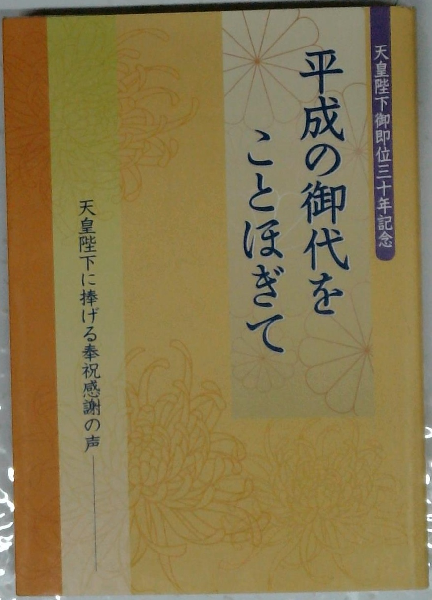 天皇陛下御即位三十年記念
平成の御代を
ことほぎて
天皇陛下に捧げる奉祝感謝の声